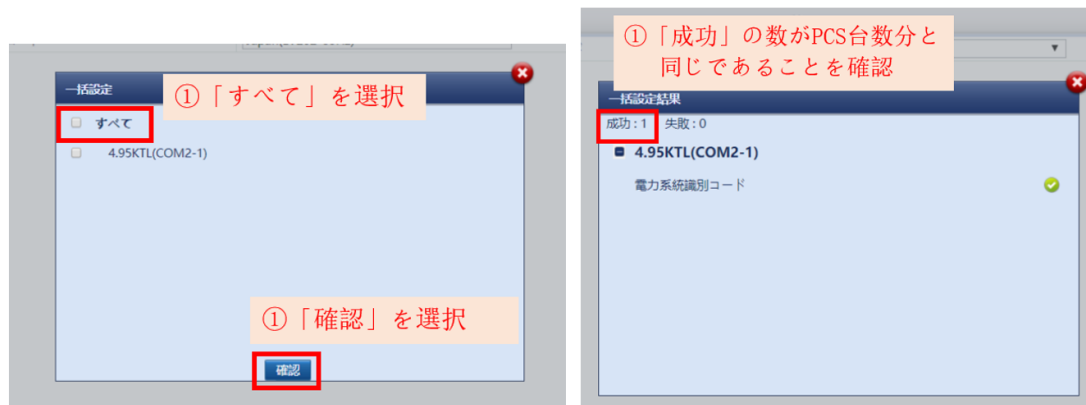 一括設定
①「すべて」を選択
すべて
4.95KTL(COM2-1)
①「確認」を選択
確認
①「成功」の数がPCS台数分と
同じであることを確認
一括設定結果
成功:1 失敗:0
4.95KTL(COM2-1)
電力系統識別コード